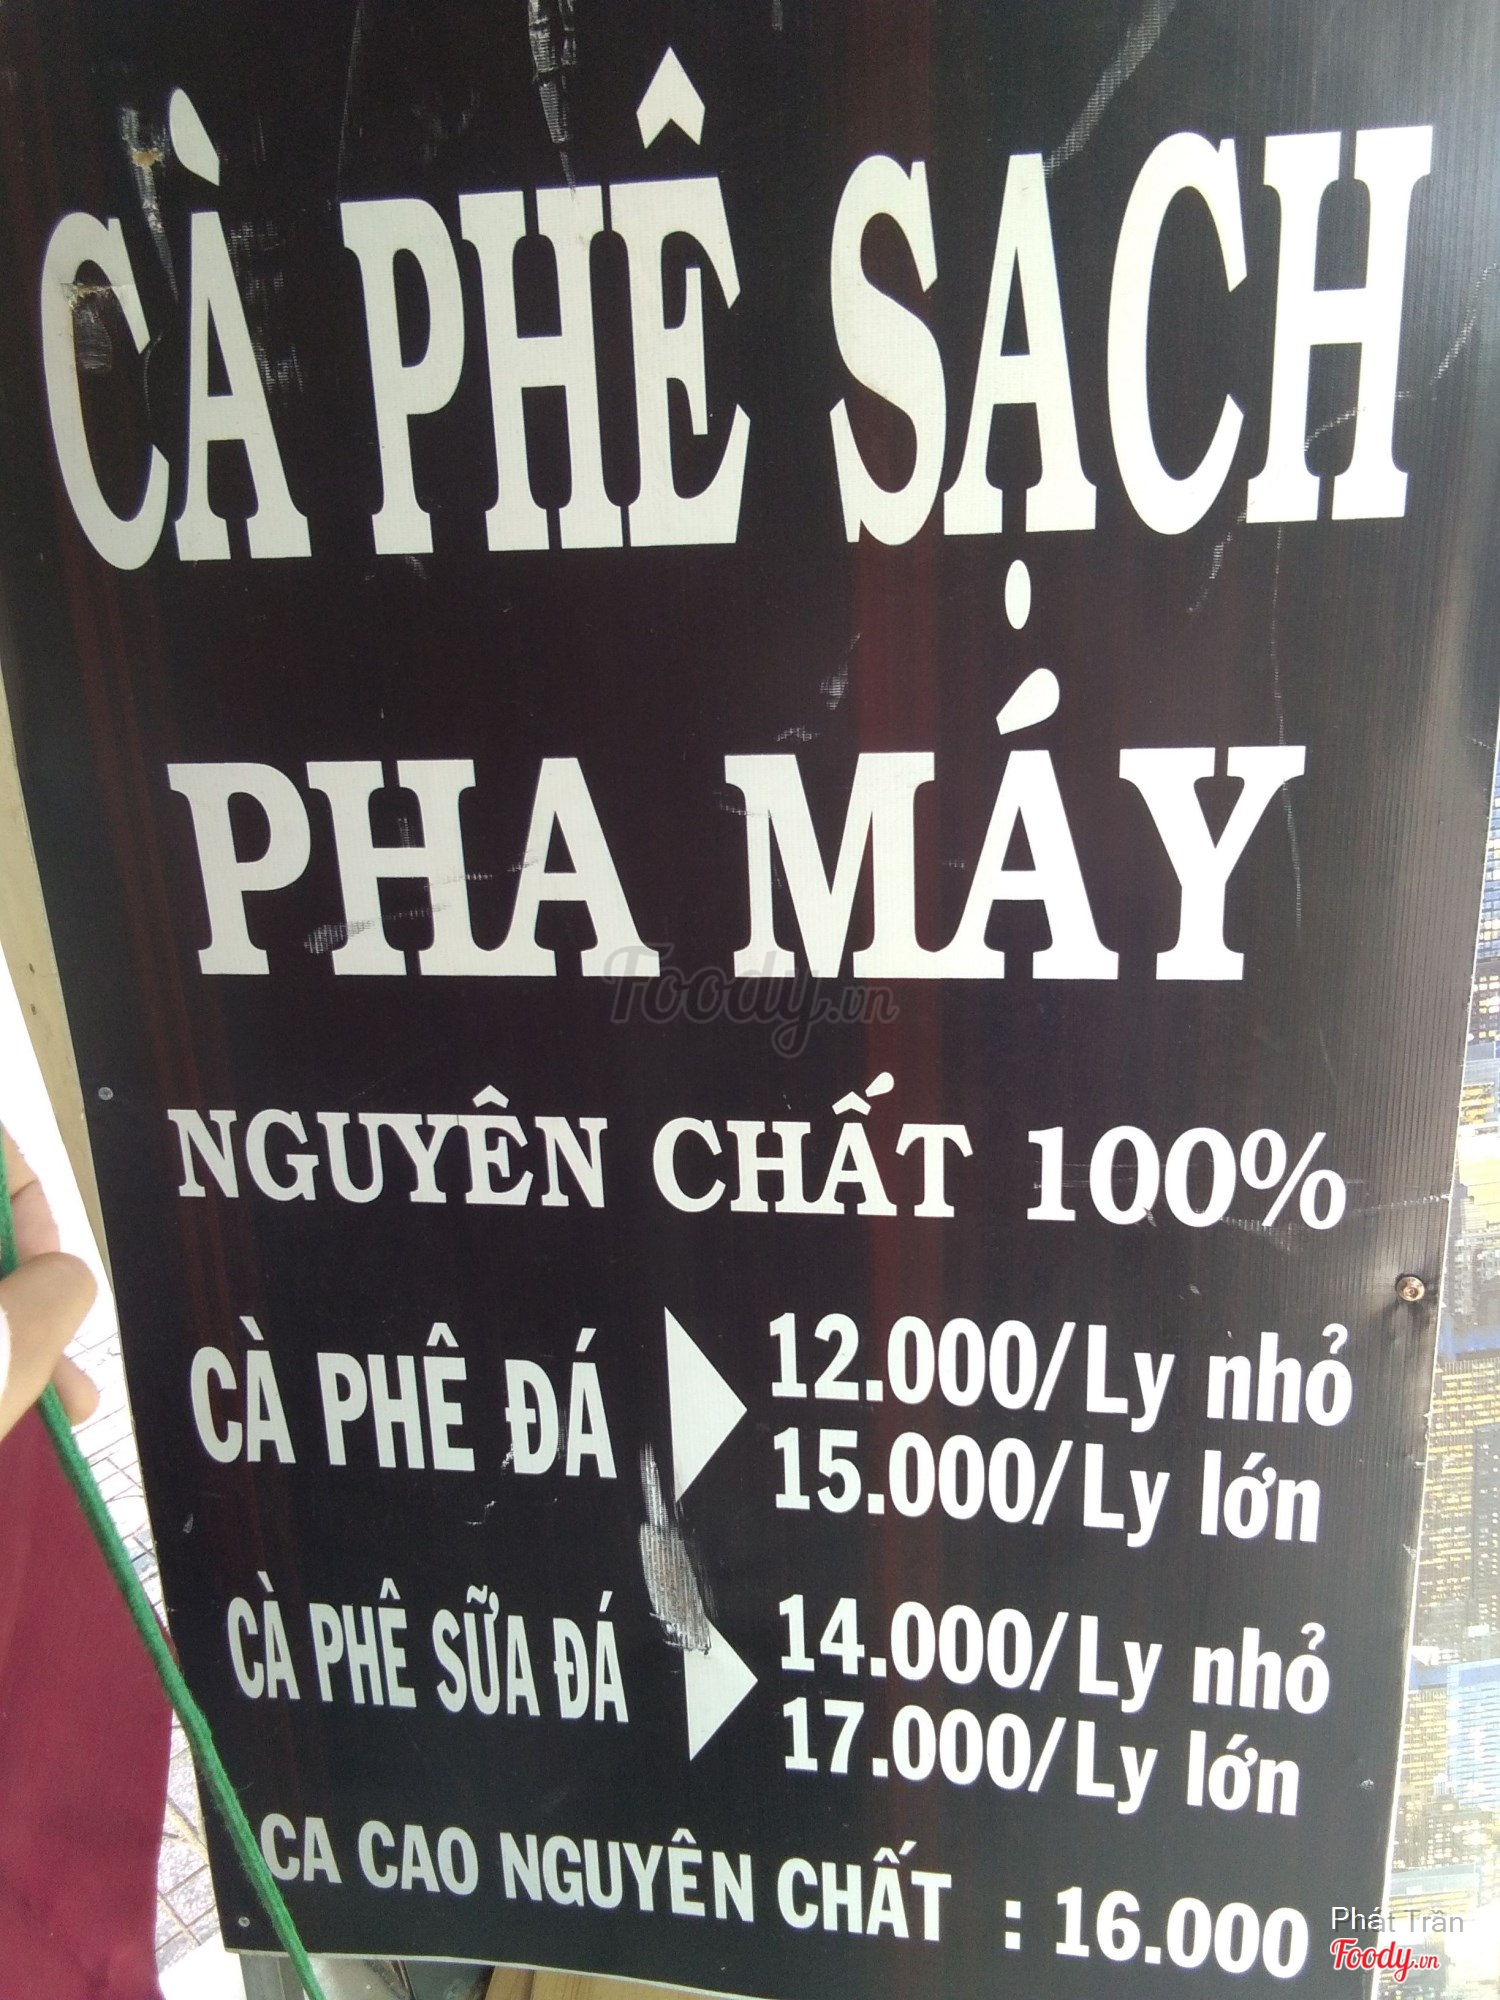 CÀ PHÊ SẠCH
PHA MÁY
Foody.vn
NGUYÊN CHẤT 100%
CÀ PHÊ ĐÁ
12.000/Ly nhỏ
15.000/Ly lớn
CÀ PHÊ SỮA ĐÁ
14.000/Ly nhỏ
17.000/Ly lớn
CA CAO NGUYÊN CHẤT : 16.000
Phát Trần
Foody.vn